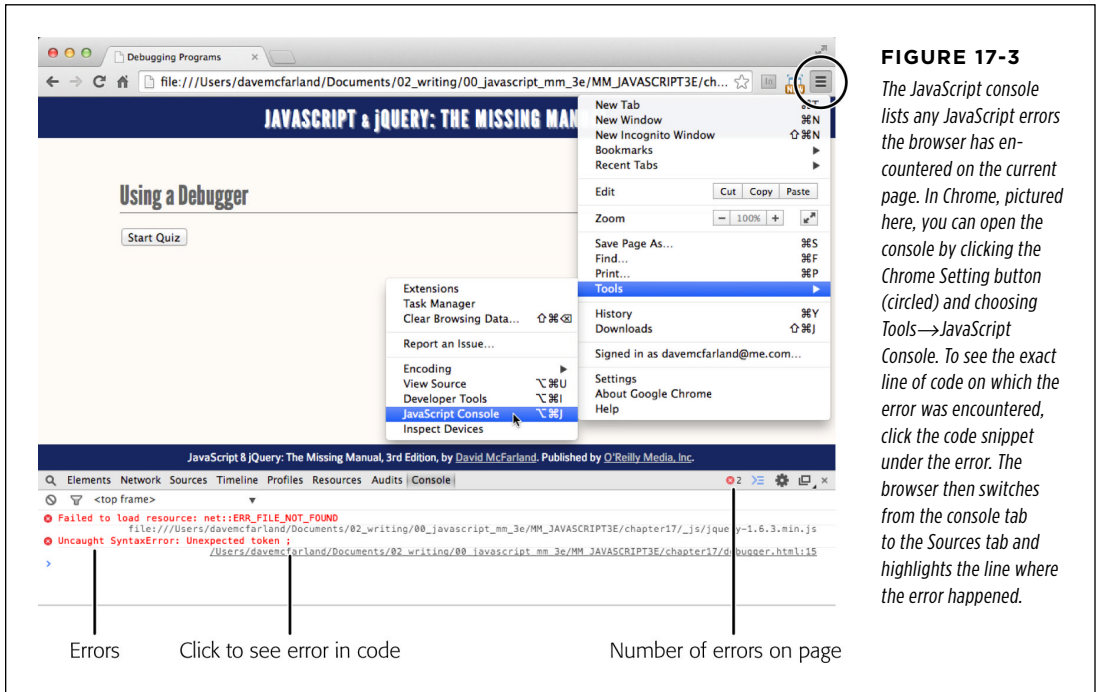 Debugging Programs
file:///Users/davemcfarland/Documents/02_writing/00_javascript_mm_3e/MM_JAVASCRIPT3E/ch...
JAVASCRIPT & jQUERY: THE MISSING MAN
Using a Debugger
Start Quiz
New Tab ⌘T
New Window ⌘N
New Incognito Window ⇧⌘N
Bookmarks
Recent Tabs
Edit Cut Copy Paste
Zoom − 100% +
Save Page As... ⌘S
Find... ⌘F
Print... ⌘P
Tools
History ⌘Y
Downloads ⇧⌘J
Signed in as davemcfarland@me.com...
Settings
About Google Chrome
Help
Extensions
Task Manager
Clear Browsing Data... ⇧⌘⌫
Report an Issue...
Encoding
View Source ⌥⌘U
Developer Tools ⌥⌘I
JavaScript Console ⌥⌘J
Inspect Devices
JavaScript & jQuery: The Missing Manual, 3rd Edition, by David McFarland. Published by O'Reilly Media, Inc.
Elements Network Sources Timeline Profiles Resources Audits Console 2
<top frame>
Failed to load resource: net::ERR_FILE_NOT_FOUND
file:///Users/davemcfarland/Documents/02_writing/00_javascript_mm_3e/MM_JAVASCRIPT3E/chapter17/_js/jquery-1.6.3.min.js
Uncaught SyntaxError: Unexpected token ;
/Users/davemcfarland/Documents/02_writing/00_javascript_mm_3e/MM_JAVASCRIPT3E/chapter17/debugger.html:15
Errors
Click to see error in code
Number of errors on page
FIGURE 17-3
The JavaScript console
lists any JavaScript errors
the browser has en-
countered on the current
page. In Chrome, pictured
here, you can open the
console by clicking the
Chrome Setting button
(circled) and choosing
Tools→JavaScript
Console. To see the exact
line of code on which the
error was encountered,
click the code snippet
under the error. The
browser then switches
from the console tab
to the Sources tab and
highlights the line where
the error happened.